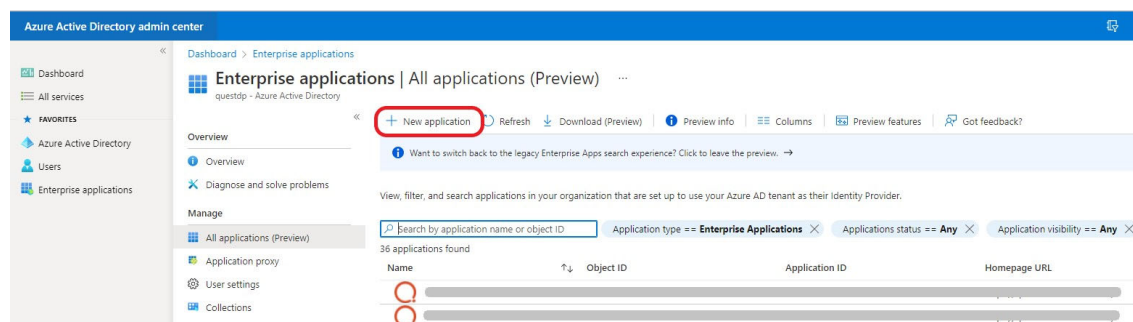 Azure Active Directory admin center
«
Dashboard
All services
FAVORITES
Azure Active Directory
Users
Enterprise applications
Dashboard > Enterprise applications
Enterprise applications | All applications (Preview) ...
questdp - Azure Active Directory
«
Overview
Overview
Diagnose and solve problems
Manage
All applications (Preview)
Application proxy
User settings
Collections
+ New application Refresh Download (Preview) Preview info Columns Preview features Got feedback?
Want to switch back to the legacy Enterprise Apps search experience? Click to leave the preview. →
View, filter, and search applications in your organization that are set up to use your Azure AD tenant as their Identity Provider.
Search by application name or object ID Application type == Enterprise Applications × Applications status == Any × Application visibility == Any ×
36 applications found
Name ↑↓ Object ID Application ID Homepage URL